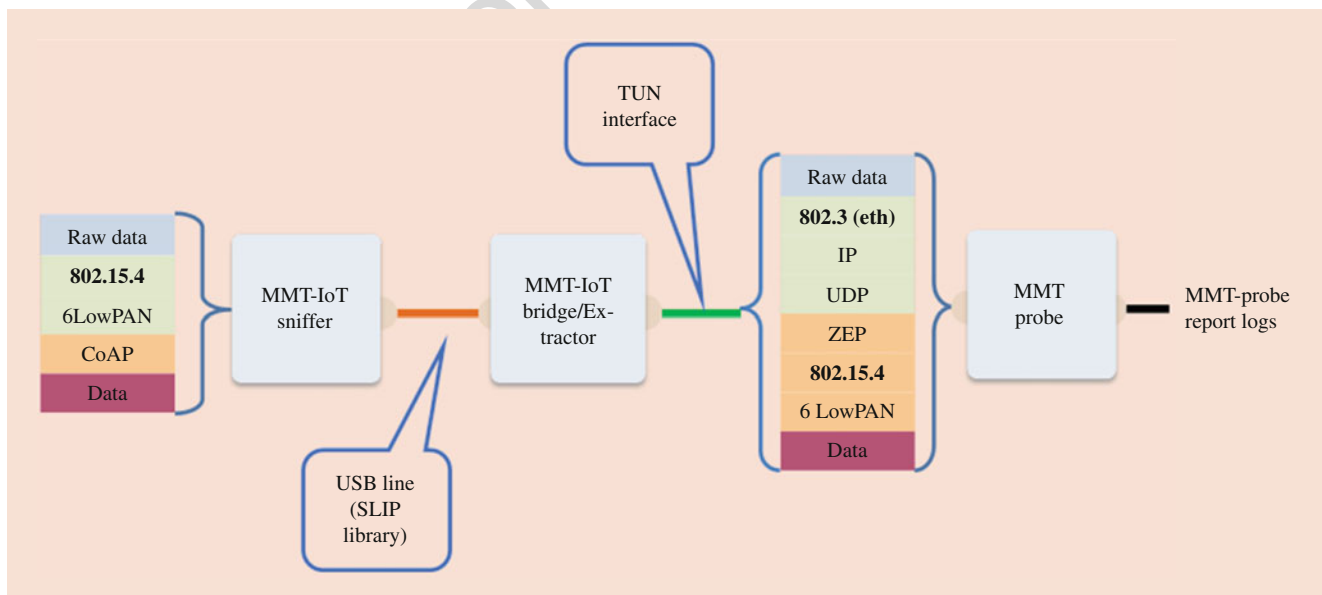 Raw data
802.15.4
6LowPAN
CoAP
Data
MMT-IoT
sniffer
USB line
(SLIP
library)
MMT-IoT
bridge/Ex-
tractor
TUN
interface
Raw data
802.3 (eth)
IP
UDP
ZEP
802.15.4
6 LowPAN
Data
MMT
probe
MMT-probe
report logs